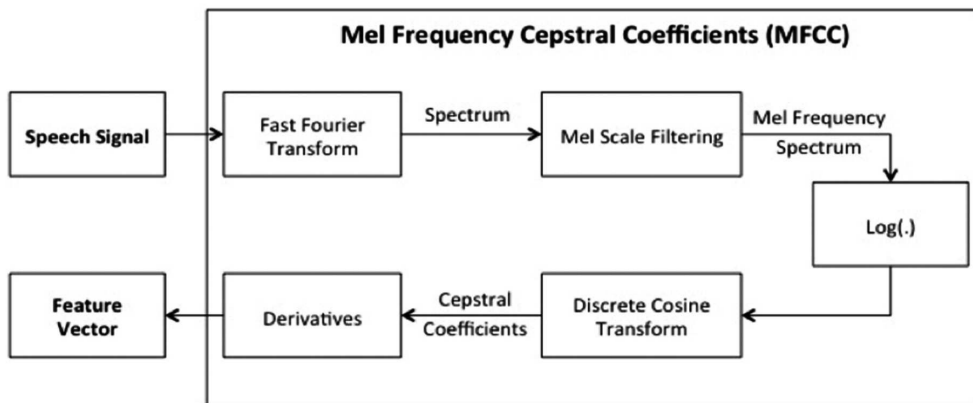 Mel Frequency Cepstral Coefficients (MFCC)
Speech Signal
Fast Fourier
Transform
Spectrum
Mel Scale Filtering
Mel Frequency
Spectrum
Log(.)
Discrete Cosine
Transform
Cepstral
Coefficients
Derivatives
Feature
Vector